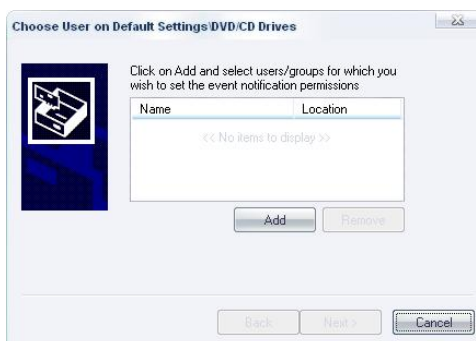 Choose User on Default Settings\DVD/CD Drives
Click on Add and select users/groups for which you
wish to set the event notification permissions
Name Location
<< No items to display >>
Add Remove
Back Next > Cancel